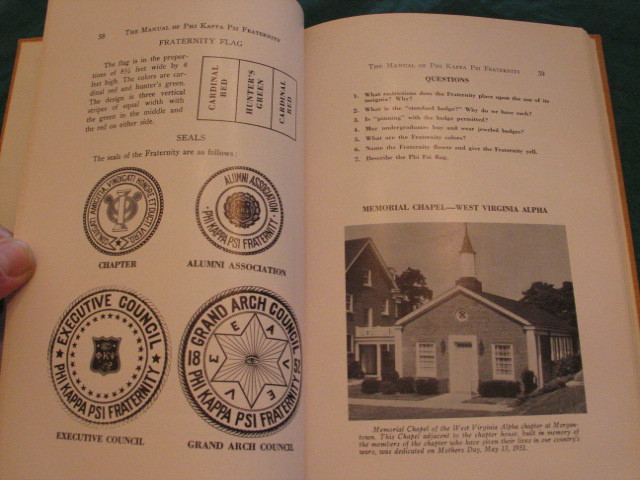 58 THE MANUAL OF PHI KAPPA PSI FRATERNITY
FRATERNITY FLAG
The flag is in the propor-
tions of 8½ feet wide by 6
feet high. The colors are car-
dinal red and hunter's green.
The design is three vertical
stripes of equal width with
the green in the middle and
the red on either side.
CARDINAL
RED
HUNTER'S
GREEN
CARDINAL
RED
SEALS
The seals of the Fraternity are as follows:
CHAPTER
ALUMNI ASSOCIATION
PHI KAPPA PSI FRATERNITY
ALUMNI ASSOCIATION
EXECUTIVE COUNCIL
PHI KAPPA PSI FRATERNITY
EXECUTIVE COUNCIL
GRAND ARCH COUNCIL
18 52
PHI KAPPA PSI FRATERNITY
GRAND ARCH COUNCIL
THE MANUAL OF PHI KAPPA PSI FRATERNITY 59
QUESTIONS
1. What restrictions does the Fraternity place upon the use of its
insignia? Why?
2. What is the "standard badge?" Why do we have such?
3. Is "pinning" with the badge permitted?
4. May undergraduates buy and wear jeweled badges?
5. What are the Fraternity colors?
6. Name the Fraternity flower and give the Fraternity yell.
7. Describe the Phi Psi flag.
MEMORIAL CHAPEL—WEST VIRGINIA ALPHA
Memorial Chapel of the West Virginia Alpha chapter at Morgan-
town. This Chapel adjacent to the chapter house, built in memory of
the members of the chapter who have given their lives in our country's
wars, was dedicated on Mothers Day, May 13, 1951.